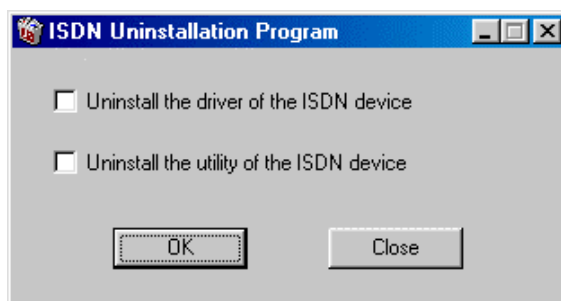 ISDN Uninstallation Program
Uninstall the driver of the ISDN device
Uninstall the utility of the ISDN device
OK Close